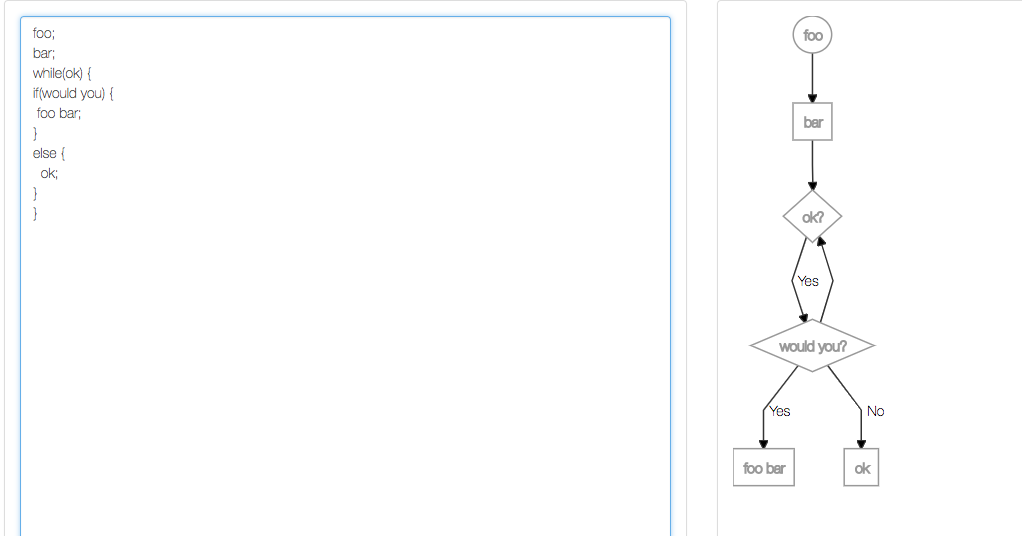 foo;
bar;
while(ok) {
if(would you) {
 foo bar;
}
else {
  ok;
}
}
foo
bar
ok?
Yes
would you?
Yes
No
foo bar
ok